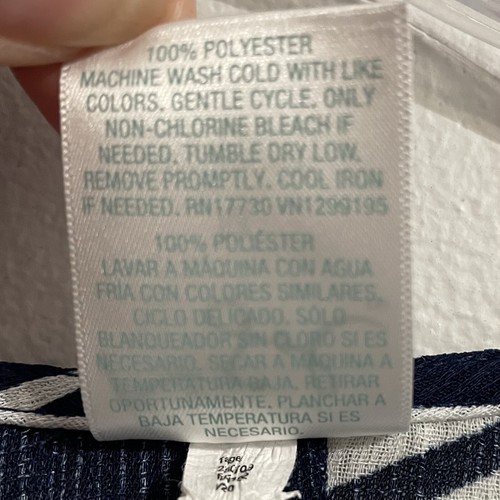 100% POLYESTER
MACHINE WASH COLD WITH LIKE
COLORS. GENTLE CYCLE. ONLY
NON-CHLORINE BLEACH IF
NEEDED. TUMBLE DRY LOW.
REMOVE PROMPTLY. COOL IRON
IF NEEDED. RN17730 VN1299195
100% POLIÉSTER
LAVAR A MÁQUINA CON AGUA
FRÍA CON COLORES SIMILARES.
CICLO DELICADO. SOLO
BLANQUEADOR SIN CLORO SI ES
NECESARIO. SECAR A MÁQUINA A
TEMPERATURA BAJA. RETIRAR
OPORTUNAMENTE. PLANCHAR A
BAJA TEMPERATURA SI ES
NECESARIO.